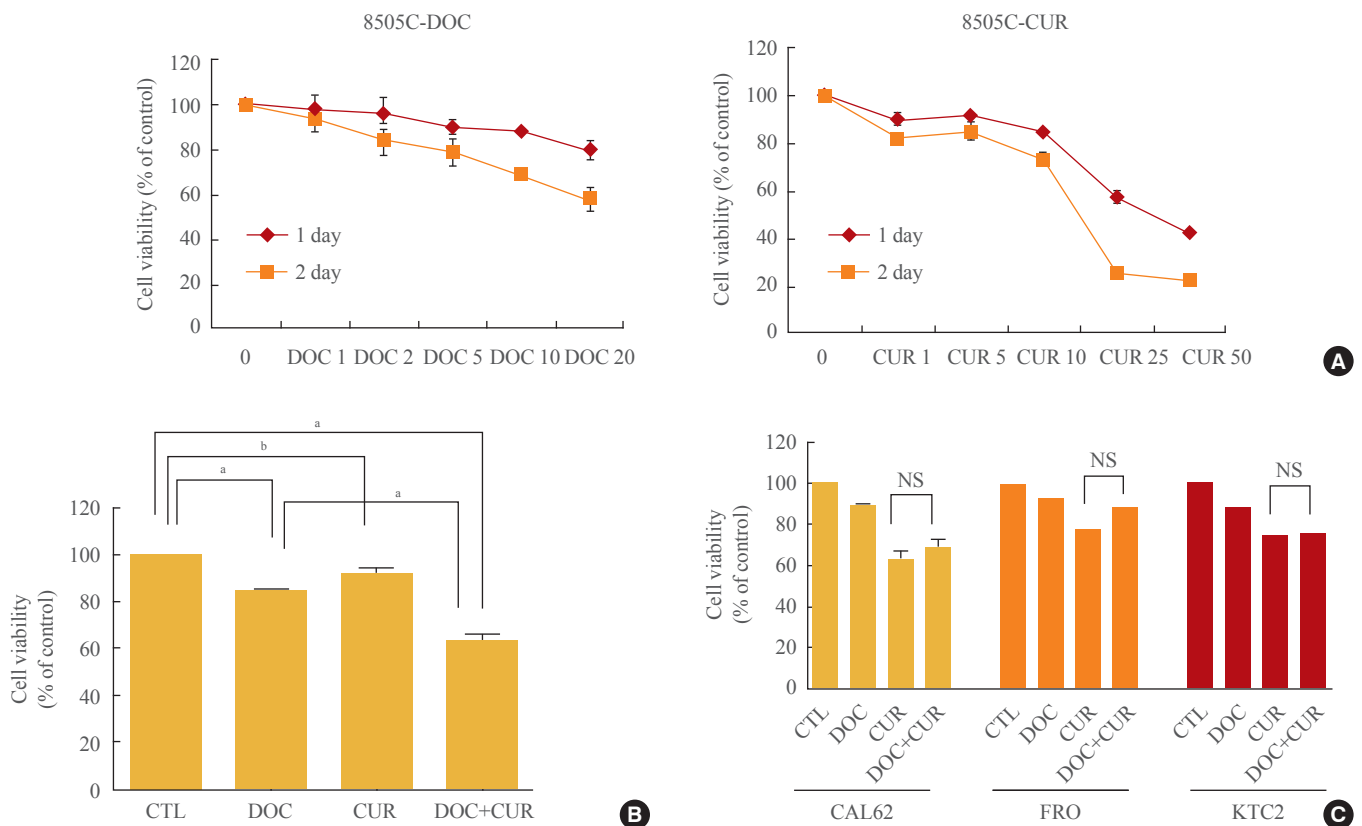 8505C-DOC
Cell viability (% of control)
120
100
80
60
40
20
0
1 day
2 day
0 DOC 1 DOC 2 DOC 5 DOC 10 DOC 20
8505C-CUR
Cell viability (% of control)
120
100
80
60
40
20
0
1 day
2 day
0 CUR 1 CUR 5 CUR 10 CUR 25 CUR 50
A
a
b
a
a
Cell viability
(% of control)
120
100
80
60
40
20
0
CTL DOC CUR DOC+CUR
B
Cell viability
(% of control)
120
100
80
60
40
20
0
NS
NS
NS
CTL DOC CUR DOC+CUR CTL DOC CUR DOC+CUR CTL DOC CUR DOC+CUR
CAL62 FRO KTC2
C